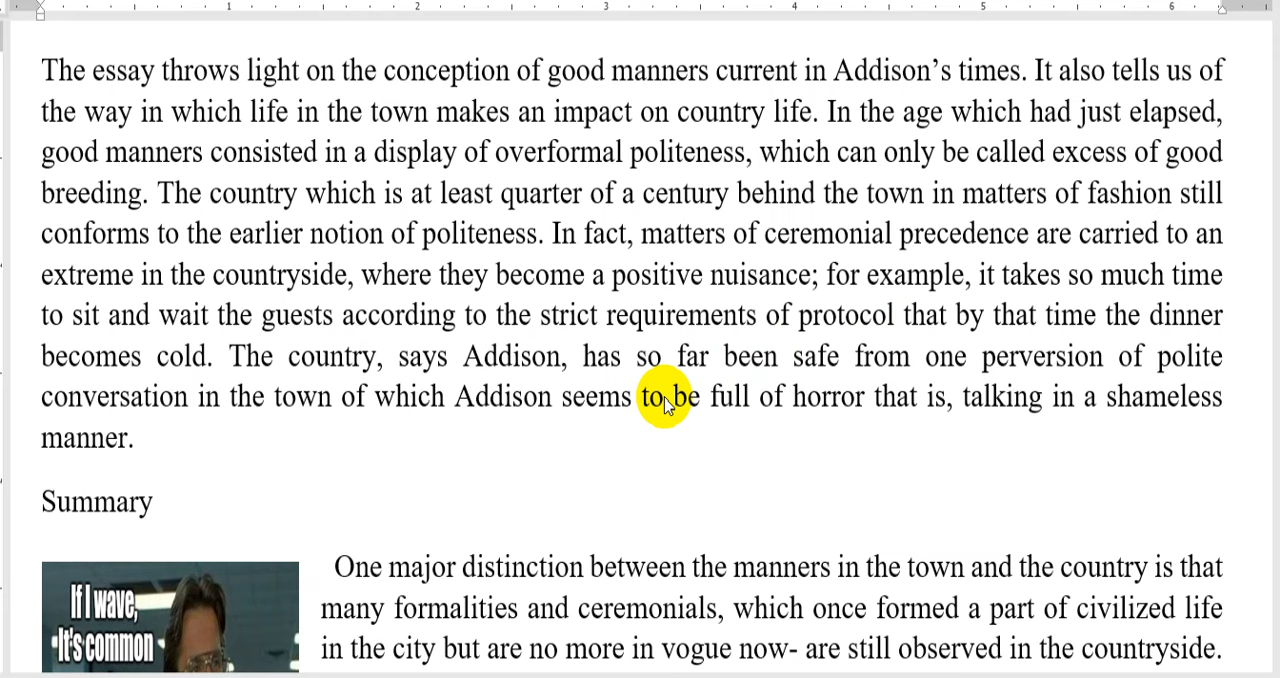 1 2 3 4 5 6
The essay throws light on the conception of good manners current in Addison’s times. It also tells us of
the way in which life in the town makes an impact on country life. In the age which had just elapsed,
good manners consisted in a display of overformal politeness, which can only be called excess of good
breeding. The country which is at least quarter of a century behind the town in matters of fashion still
conforms to the earlier notion of politeness. In fact, matters of ceremonial precedence are carried to an
extreme in the countryside, where they become a positive nuisance; for example, it takes so much time
to sit and wait the guests according to the strict requirements of protocol that by that time the dinner
becomes cold. The country, says Addison, has so far been safe from one perversion of polite
conversation in the town of which Addison seems to be full of horror that is, talking in a shameless
manner.
Summary
One major distinction between the manners in the town and the country is that
many formalities and ceremonials, which once formed a part of civilized life
in the city but are no more in vogue now- are still observed in the countryside.
If I wave,
It's common